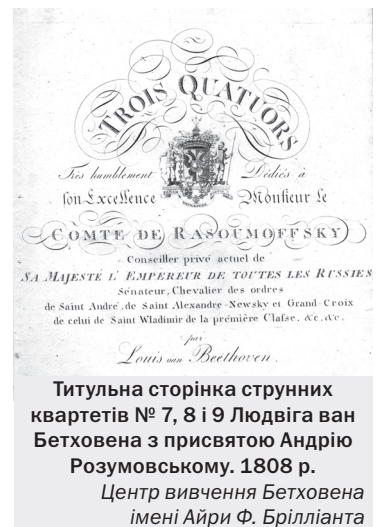 TROIS QUATUORS
Très humblement Dédiés à
son Excellence Monsieur le
COMTE DE RASOUMOFFSKY
Conseiller privé actuel de
SA MAJESTÉ L' EMPEREUR DE TOUTES LES RUSSIES
Sénateur, Chevalier des ordres
de Saint André, de Saint Alexandre-Newsky et Grand-Croix
de celui de Saint Wladimir de la première Claſse. &c. &c.
par
Louis van Beethoven.
Титульна сторінка струнних
квартетів № 7, 8 і 9 Людвіга ван
Бетховена з присвятою Андрію
Розумовському. 1808 р.
Центр вивчення Бетховена
імені Айри Ф. Брілліанта